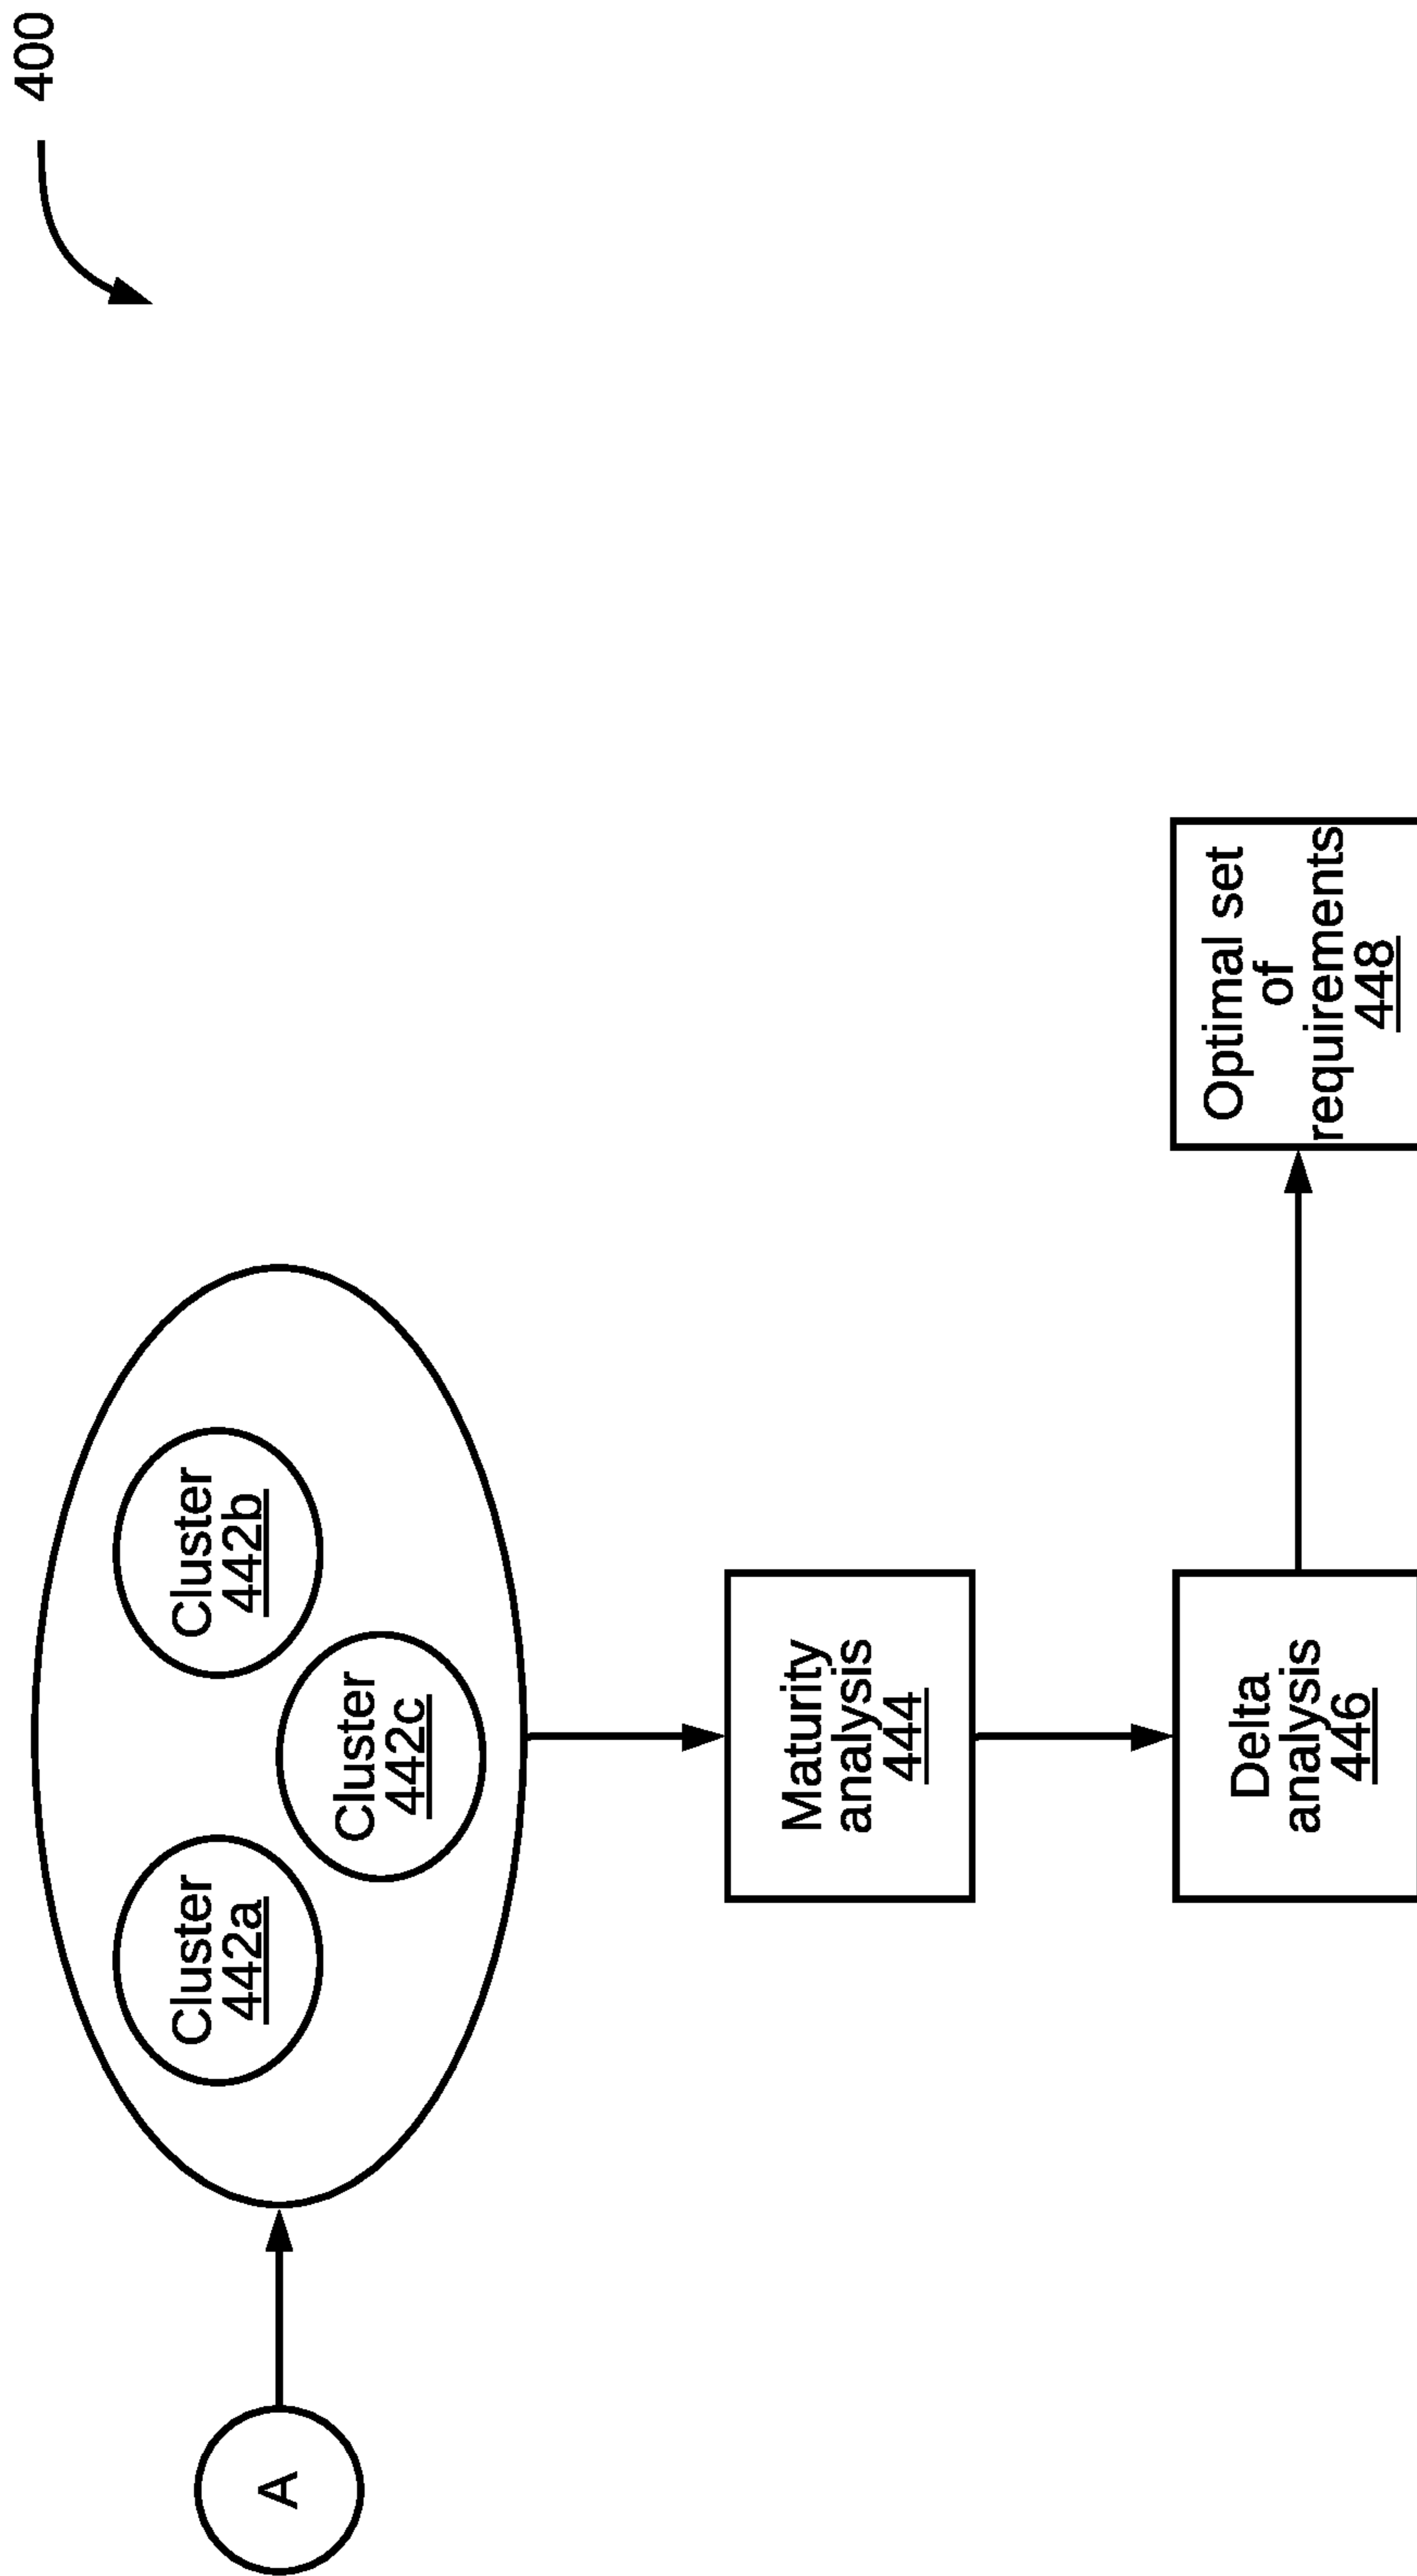 400
A
Cluster
442a
Cluster
442b
Cluster
442c
Maturity
analysis
444
Delta
analysis
446
Optimal set
of
requirements
448